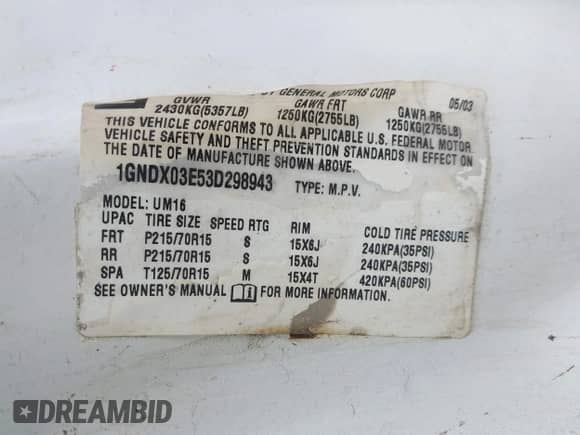 BY GENERAL MOTORS CORP 05/03
GVWR GAWR FRT GAWR RR
2430KG(5357LB) 1250KG(2755LB) 1250KG(2755LB)
THIS VEHICLE CONFORMS TO ALL APPLICABLE U.S. FEDERAL MOTOR
VEHICLE SAFETY AND THEFT PREVENTION STANDARDS IN EFFECT ON
THE DATE OF MANUFACTURE SHOWN ABOVE.
1GNDX03E53D298943 TYPE: M.P.V.
MODEL: UM16
UPAC TIRE SIZE SPEED RTG RIM COLD TIRE PRESSURE
FRT P215/70R15 S 15X6J 240KPA(35PSI)
RR P215/70R15 S 15X6J 240KPA(35PSI)
SPA T125/70R15 M 15X4T 420KPA(60PSI)
SEE OWNER'S MANUAL FOR MORE INFORMATION.
DREAMBID